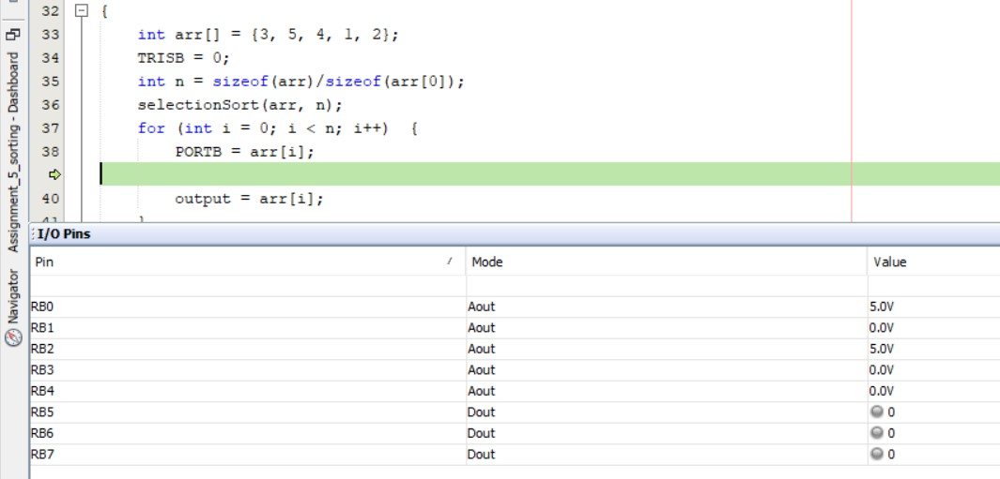 Assignment_5_sorting - Dashboard
Navigator
32 {
33 int arr[] = {3, 5, 4, 1, 2};
34 TRISB = 0;
35 int n = sizeof(arr)/sizeof(arr[0]);
36 selectionSort(arr, n);
37 for (int i = 0; i < n; i++) {
38 PORTB = arr[i];
40 output = arr[i];
41 }
I/O Pins
Pin / Mode Value
RB0 Aout 5.0V
RB1 Aout 0.0V
RB2 Aout 5.0V
RB3 Aout 0.0V
RB4 Aout 0.0V
RB5 Dout 0
RB6 Dout 0
RB7 Dout 0